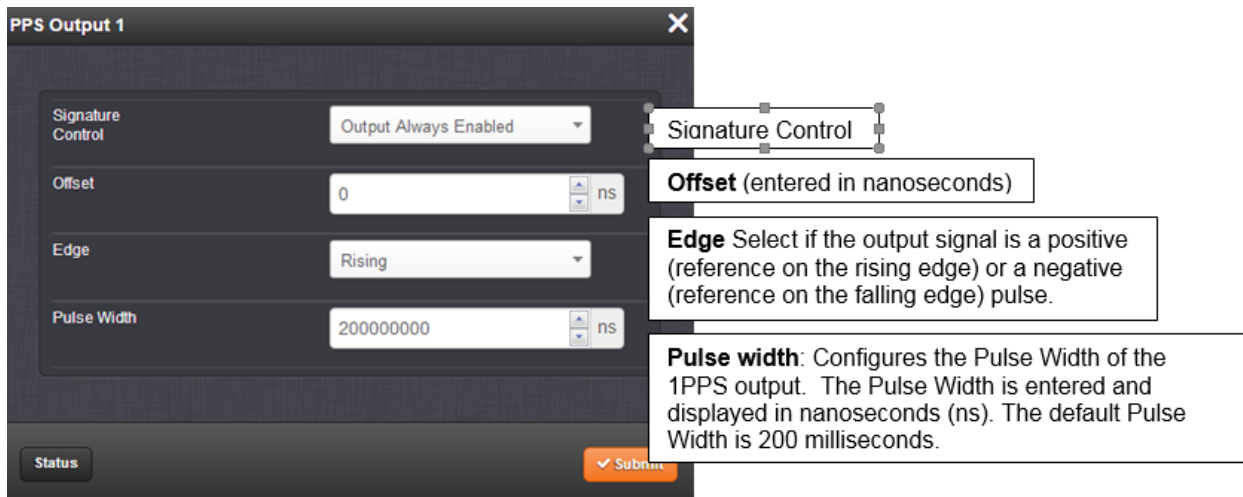 PPS Output 1
Signature
Control
Output Always Enabled
Signature Control
Offset
0
ns
Offset (entered in nanoseconds)
Edge
Rising
Edge Select if the output signal is a positive
(reference on the rising edge) or a negative
(reference on the falling edge) pulse.
Pulse Width
200000000
ns
Pulse width: Configures the Pulse Width of the
1PPS output. The Pulse Width is entered and
displayed in nanoseconds (ns). The default Pulse
Width is 200 milliseconds.
Status
Submit